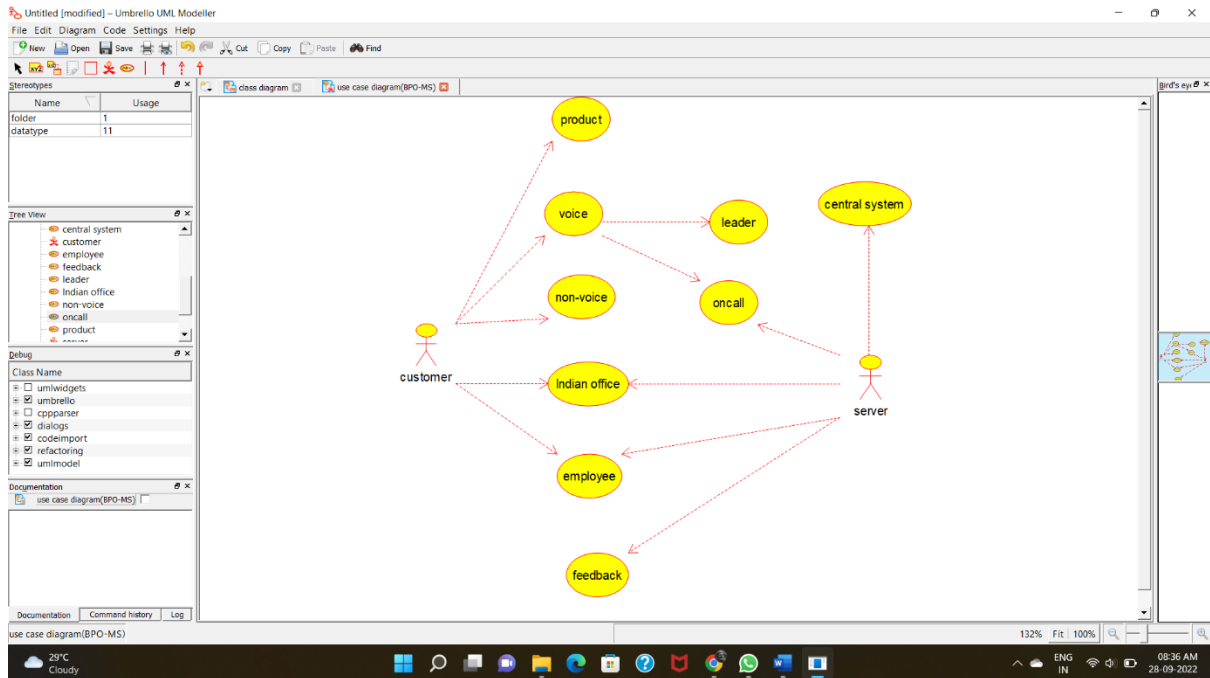 Untitled [modified] – Umbrello UML Modeller
File Edit Diagram Code Settings Help
New Open Save Cut Copy Paste Find
Stereotypes
Name Usage
folder 1
datatype 11
Tree View
central system
customer
employee
feedback
leader
Indian office
non-voice
oncall
product
Debug
Class Name
umlwidgets
umbrello
cppparser
dialogs
codeimport
refactoring
umlmodel
Documentation
use case diagram(BPO-MS)
Documentation Command history Log
use case diagram(BPO-MS)
class diagram use case diagram(BPO-MS)
product
voice
leader
central system
non-voice
oncall
customer
Indian office
server
employee
feedback
Bird's ey
132% Fit 100%
29°C
Cloudy
ENG
IN
08:36 AM
28-09-2022